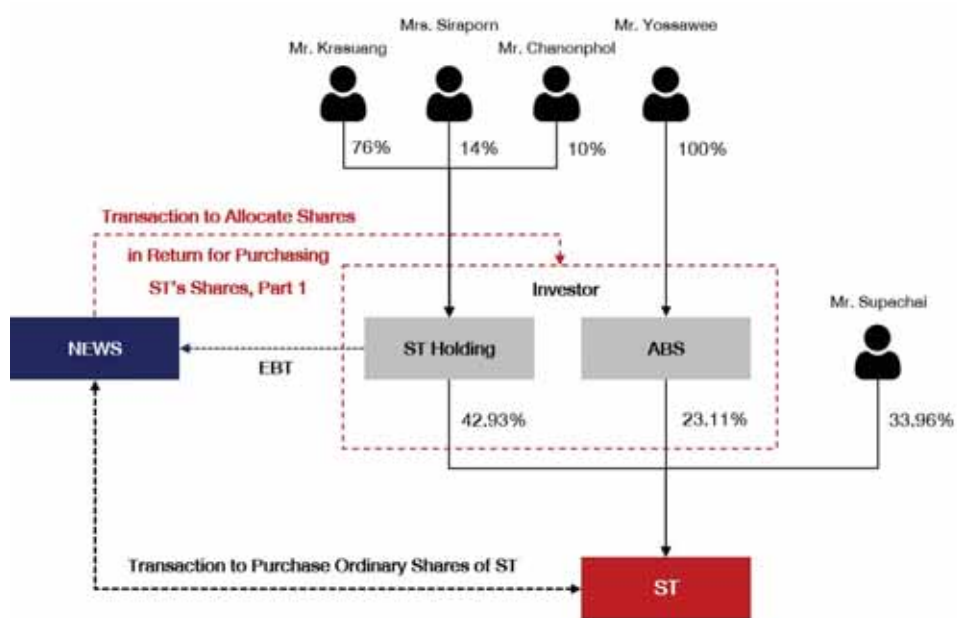 Mrs. Siraporn
Mr. Yossawee
Mr. Krasuang
Mr. Chanonphol
76%
14%
10%
100%
Transaction to Allocate Shares
in Return for Purchasing
ST's Shares, Part 1
Investor
Mr. Supachai
NEWS
ST Holding
ABS
EBT
42.93%
23.11%
33.96%
Transaction to Purchase Ordinary Shares of ST
ST